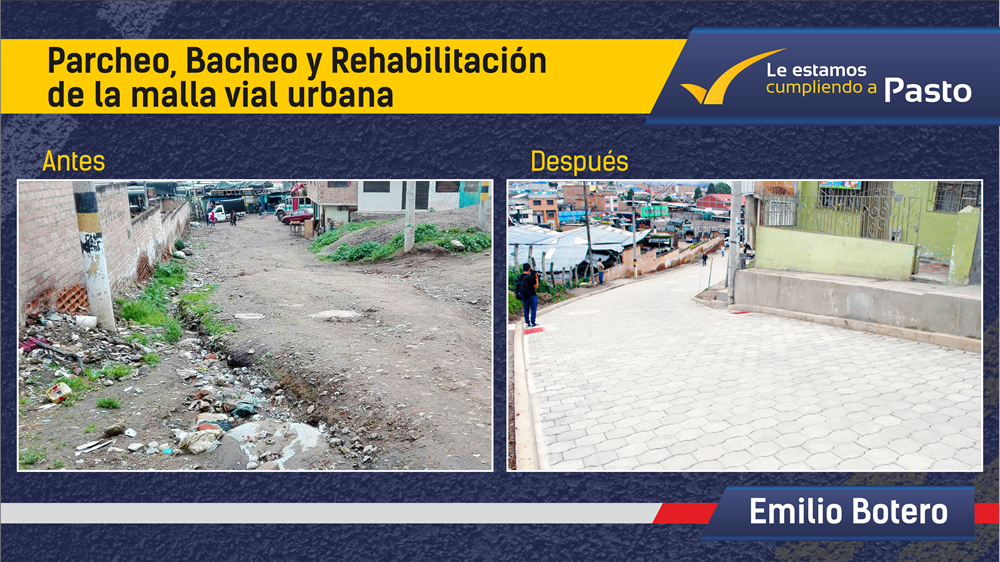 Parcheo, Bacheo y Rehabilitación
de la malla vial urbana
Le estamos
cumpliendo a Pasto
Antes
Después
Emilio Botero